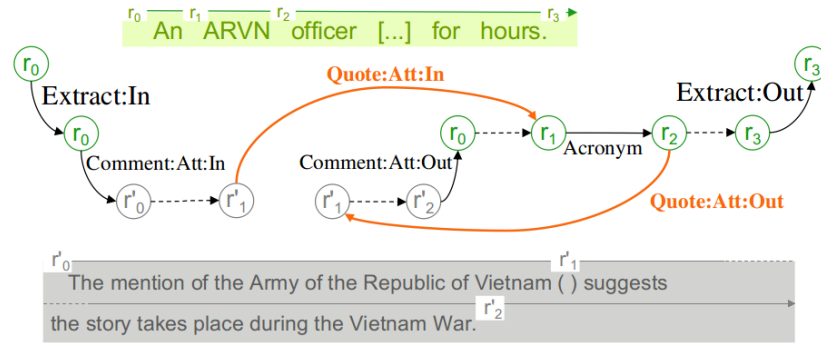 r0 r1 r2 r3
An ARVN officer [...] for hours.
r0 Quote:Att:In r3
Extract:In Extract:Out
r0 r0 r1 r2 r3
Acronym
Comment:Att:In Comment:Att:Out
r'0 r'1 r'1 r'2 Quote:Att:Out
r'0 r'1
The mention of the Army of the Republic of Vietnam ( ) suggests
r'2
the story takes place during the Vietnam War.